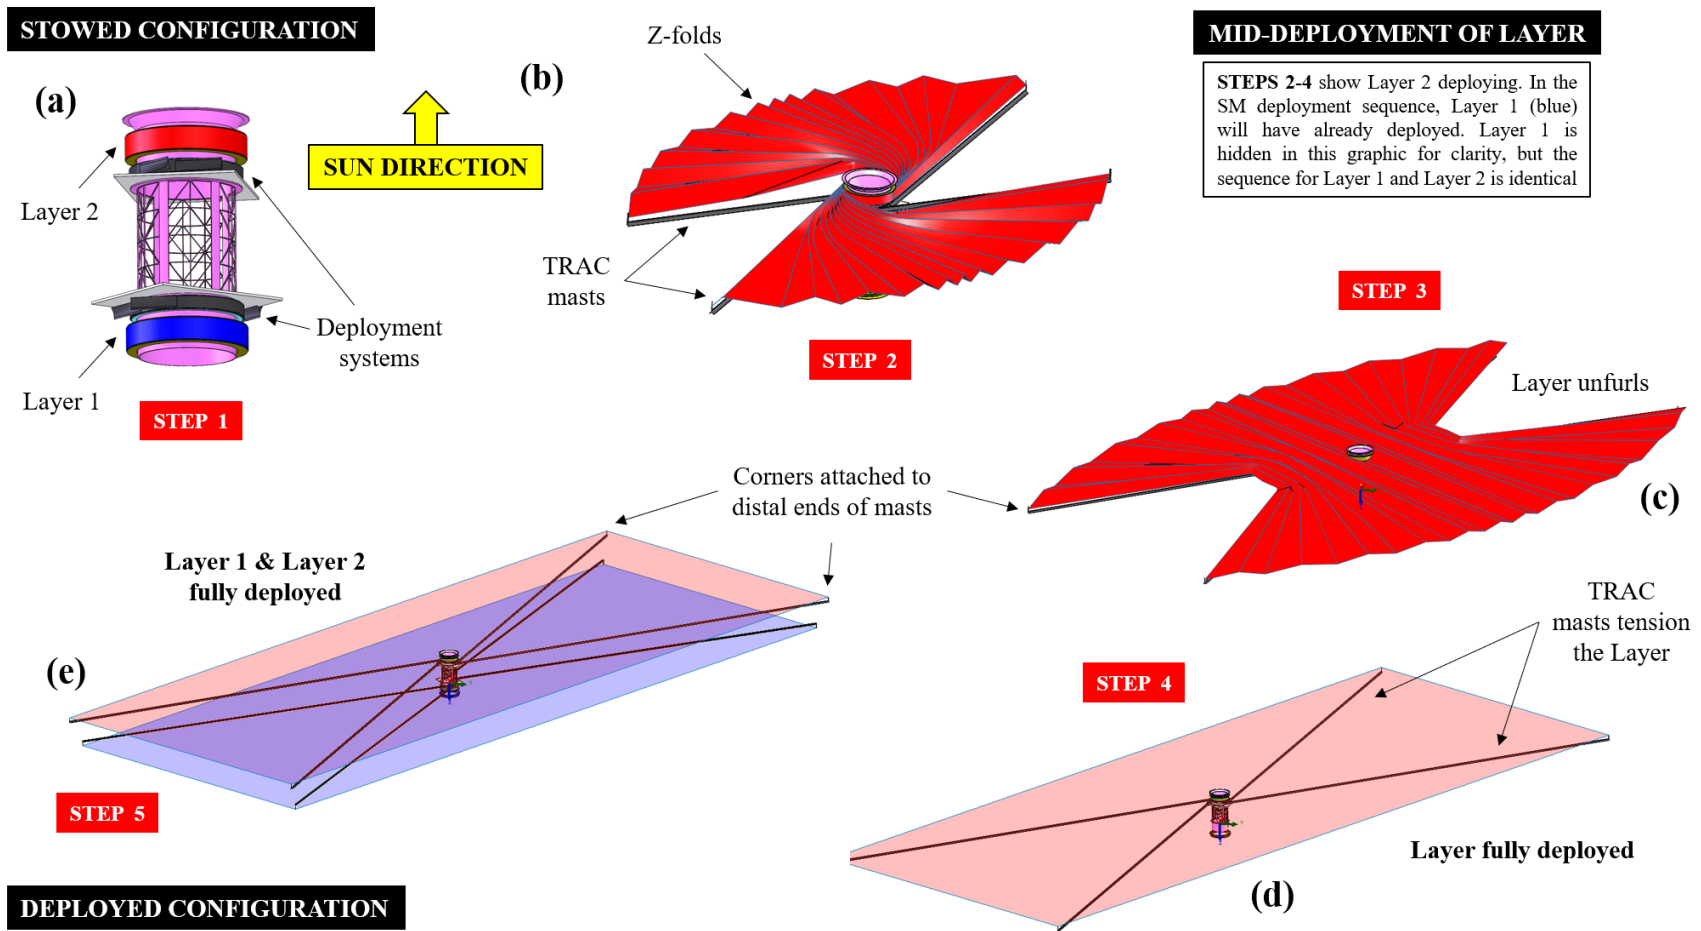 STOWED CONFIGURATION
(a)
Layer 2
Layer 1
Deployment
systems
STEP 1
SUN DIRECTION
(b)
Z-folds
TRAC
masts
STEP 2
MID-DEPLOYMENT OF LAYER
STEPS 2-4 show Layer 2 deploying. In the
SM deployment sequence, Layer 1 (blue)
will have already deployed. Layer 1 is
hidden in this graphic for clarity, but the
sequence for Layer 1 and Layer 2 is identical
STEP 3
Layer unfurls
(c)
Corners attached to
distal ends of masts
TRAC
masts tension
the Layer
STEP 4
Layer fully deployed
(d)
Layer 1 & Layer 2
fully deployed
(e)
STEP 5
DEPLOYED CONFIGURATION